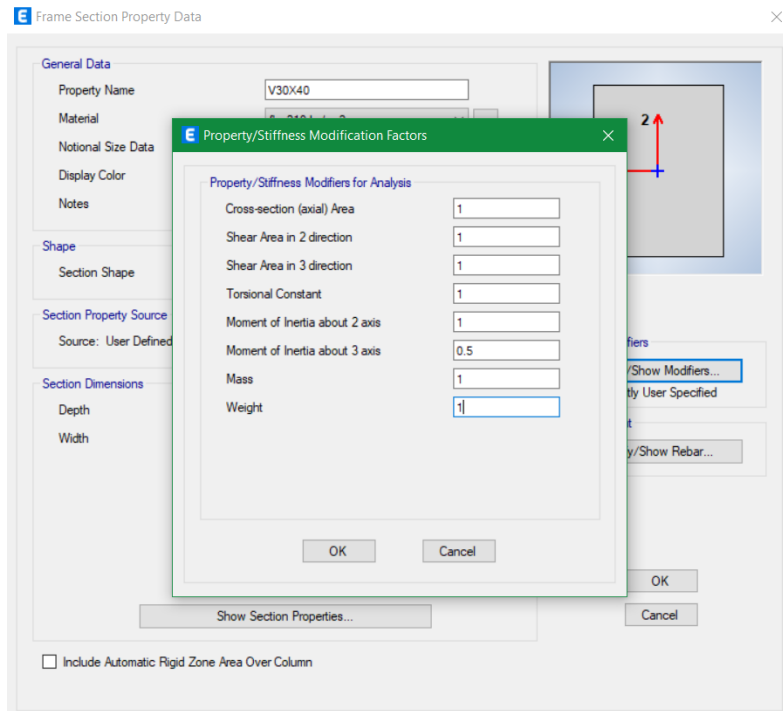 E Frame Section Property Data
General Data
Property Name V30X40
Material
Notional Size Data
Display Color
Notes
Shape
Section Shape
Section Property Source
Source: User Defined
Section Dimensions
Depth
Width
Show Section Properties...
Include Automatic Rigid Zone Area Over Column
E Property/Stiffness Modification Factors
Property/Stiffness Modifiers for Analysis
Cross-section (axial) Area 1
Shear Area in 2 direction 1
Shear Area in 3 direction 1
Torsional Constant 1
Moment of Inertia about 2 axis 1
Moment of Inertia about 3 axis 0.5
Mass 1
Weight 1
OK Cancel
2
fiers
/Show Modifiers...
tly User Specified
t
y/Show Rebar...
OK
Cancel